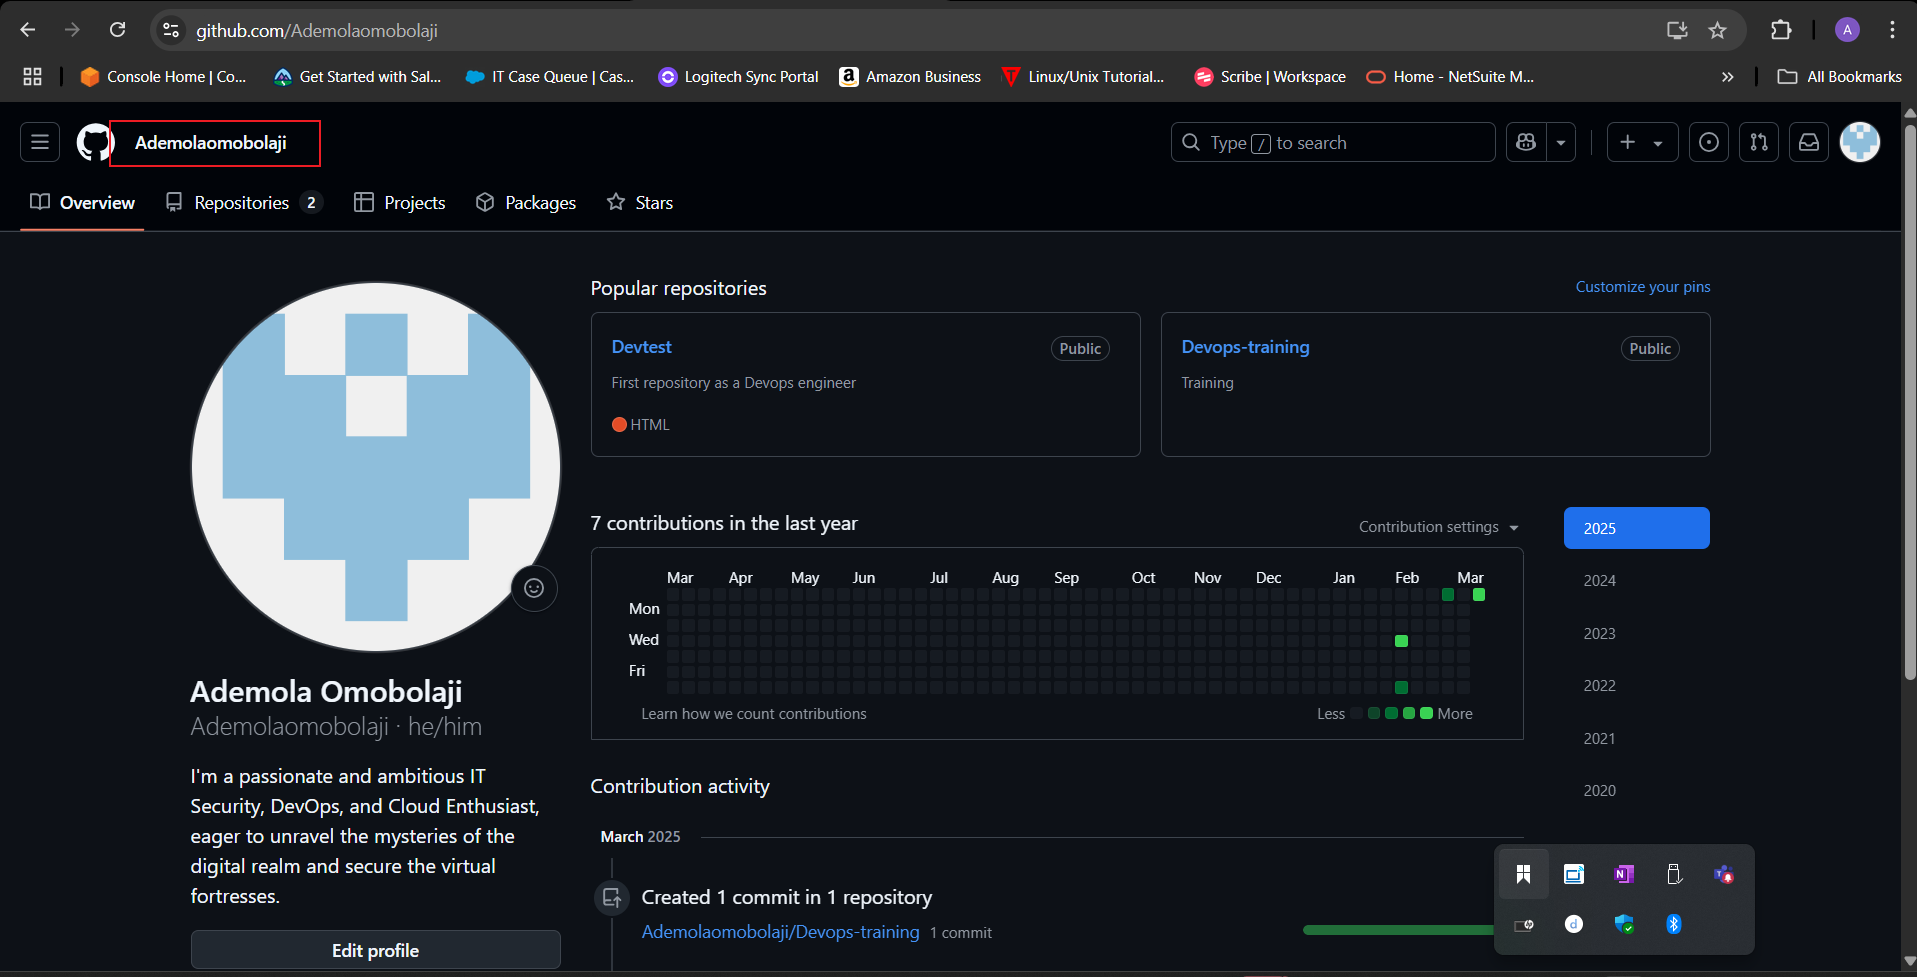 github.com/Ademolaomobolaji
A
Console Home | Co...
Get Started with Sal...
IT Case Queue | Cas...
Logitech Sync Portal
Amazon Business
Linux/Unix Tutorial...
Scribe | Workspace
Home - NetSuite M...
»
All Bookmarks
Ademolaomobolaji
Type / to search
Overview
Repositories 2
Projects
Packages
Stars
Popular repositories
Customize your pins
Devtest
Public
First repository as a Devops engineer
HTML
Devops-training
Public
Training
7 contributions in the last year
Contribution settings
2025
2024
2023
2022
2021
2020
Mar Apr May Jun Jul Aug Sep Oct Nov Dec Jan Feb Mar
Mon
Wed
Fri
Learn how we count contributions
Less More
Ademola Omobolaji
Ademolaomobolaji · he/him
I'm a passionate and ambitious IT
Security, DevOps, and Cloud Enthusiast,
eager to unravel the mysteries of the
digital realm and secure the virtual
fortresses.
Edit profile
Contribution activity
March 2025
Created 1 commit in 1 repository
Ademolaomobolaji/Devops-training 1 commit